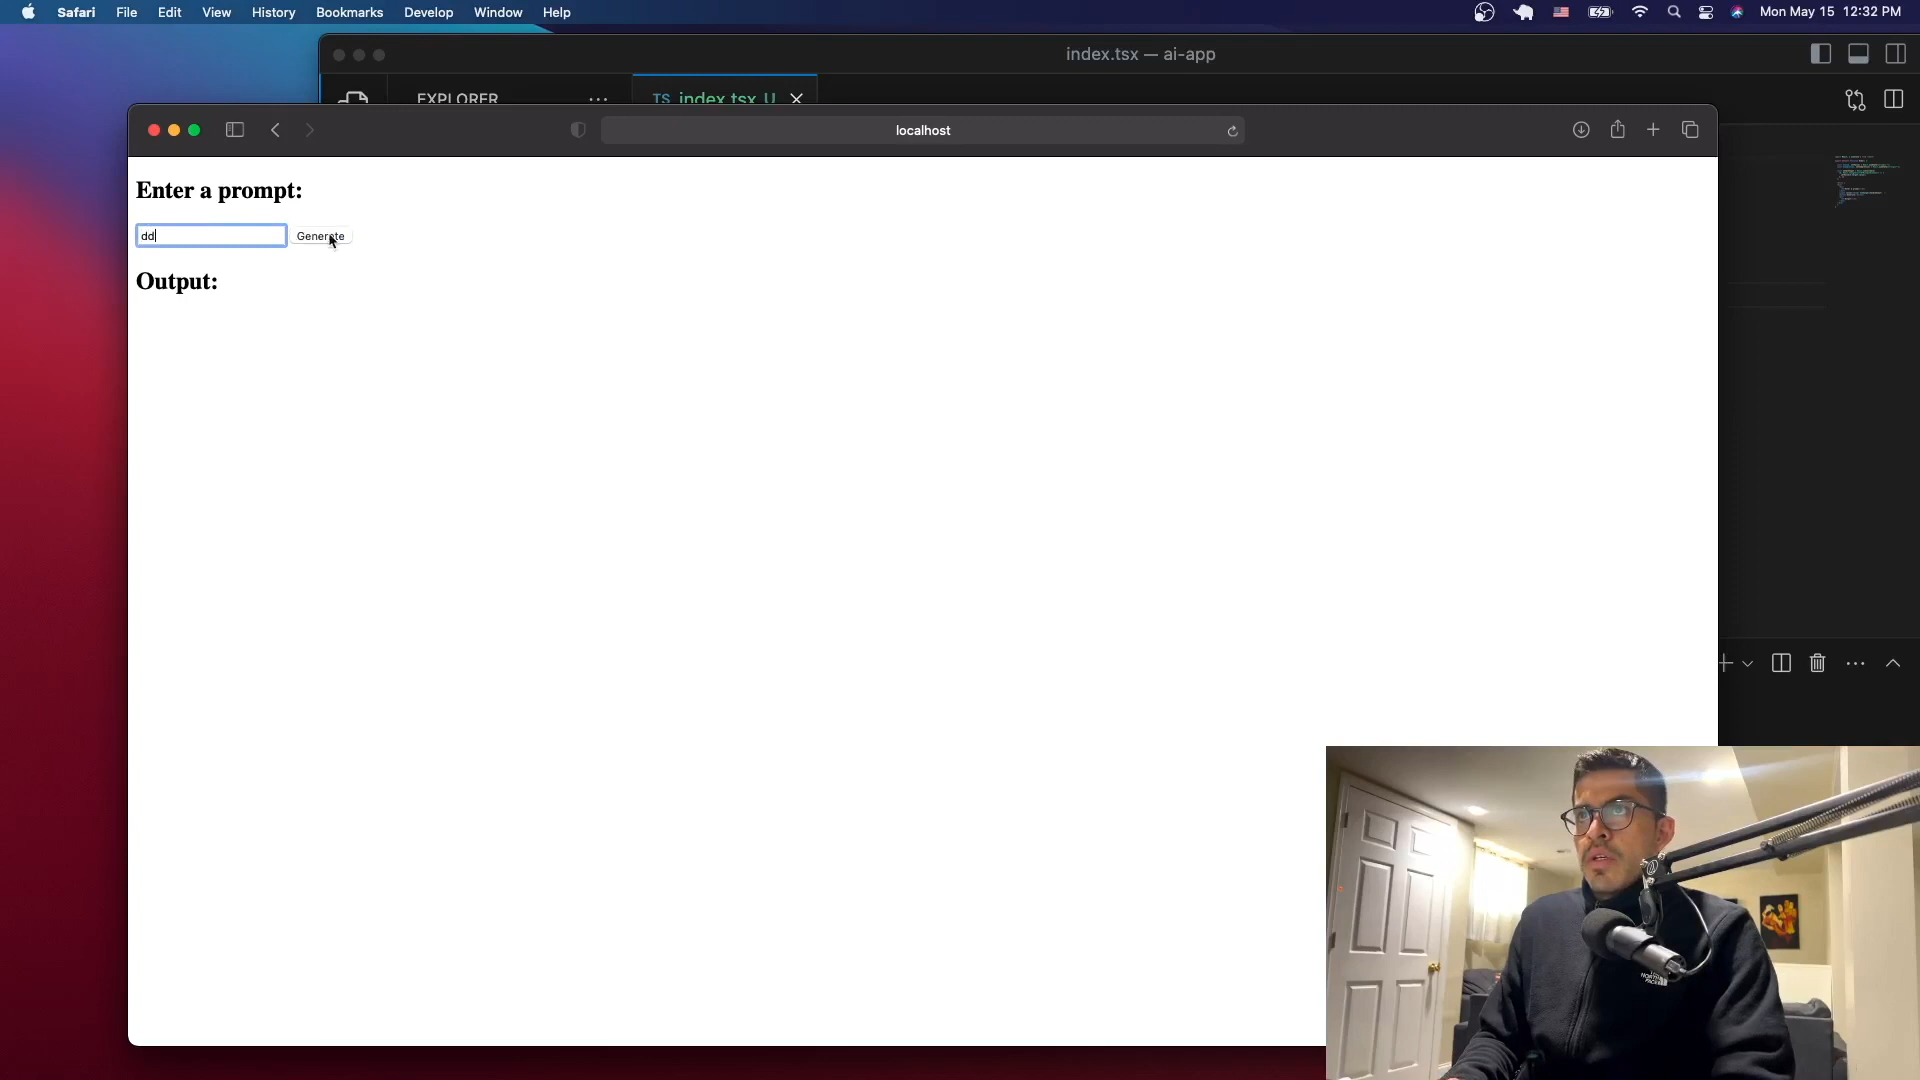 Safari File Edit View History Bookmarks Develop Window Help Mon May 15 12:32 PM
index.tsx — ai-app
EXPLORER TS index.tsx U
localhost
Enter a prompt:
dd Generate
Output: